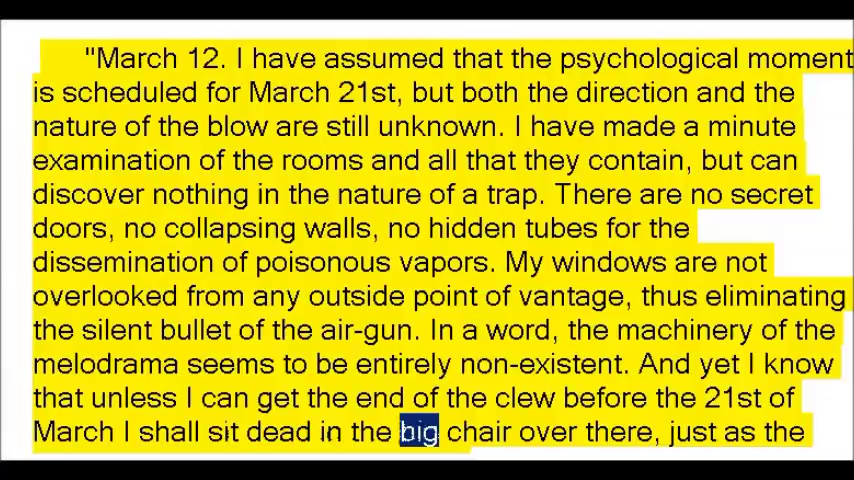 "March 12. I have assumed that the psychological moment
is scheduled for March 21st, but both the direction and the
nature of the blow are still unknown. I have made a minute
examination of the rooms and all that they contain, but can
discover nothing in the nature of a trap. There are no secret
doors, no collapsing walls, no hidden tubes for the
dissemination of poisonous vapors. My windows are not
overlooked from any outside point of vantage, thus eliminating
the silent bullet of the air-gun. In a word, the machinery of the
melodrama seems to be entirely non-existent. And yet I know
that unless I can get the end of the clew before the 21st of
March I shall sit dead in the big chair over there, just as the